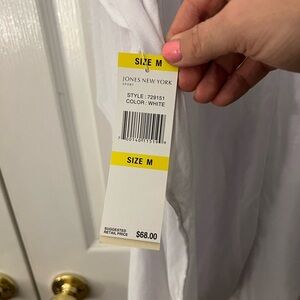 SIZE M
JONES NEW YORK
SPORT
STYLE: 729151
COLOR: WHITE
SIZE M
SUGGESTED
RETAIL PRICE $68.00